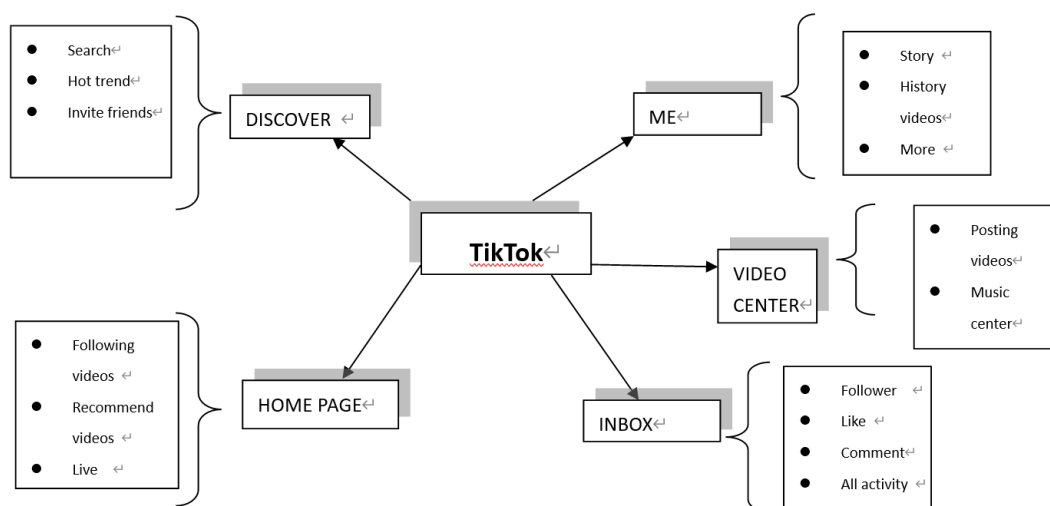 Search
Hot trend
Invite friends
DISCOVER
ME
Story
History
videos
More
TikTok
VIDEO
CENTER
Posting
videos
Music
center
Following
videos
Recommend
videos
Live
HOME PAGE
INBOX
Follower
Like
Comment
All activity